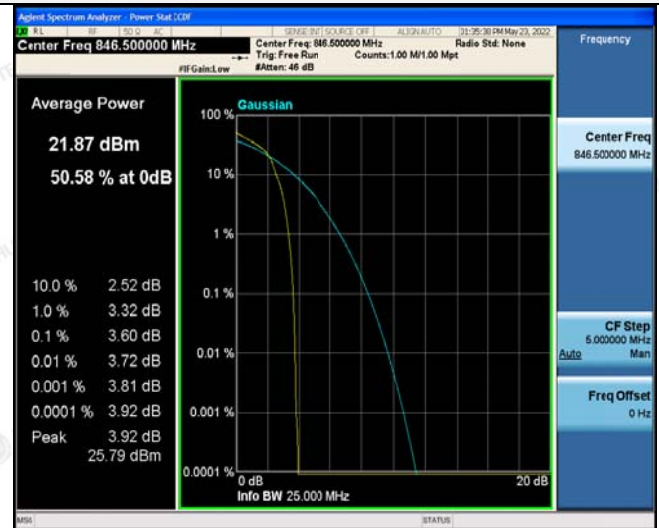 Agilent Spectrum Analyzer - Power Stat CCDF
RL RF 50 Ω AC SENSE:INT SOURCE OFF ALIGN AUTO 01:35:38 PM May 23, 2022
Center Freq 846.500000 MHz
Center Freq: 846.500000 MHz
Radio Std: None
Trig: Free Run
Counts:1.00 M/1.00 Mpt
#IFGain:Low
#Atten: 46 dB
Frequency
Average Power
21.87 dBm
50.58 % at 0dB
10.0 % 2.52 dB
1.0 % 3.32 dB
0.1 % 3.60 dB
0.01 % 3.72 dB
0.001 % 3.81 dB
0.0001 % 3.92 dB
Peak 3.92 dB
25.79 dBm
Gaussian
100 %
10 %
1 %
0.1 %
0.01 %
0.001 %
0.0001 %
0 dB
20 dB
Info BW 25.000 MHz
Center Freq
846.500000 MHz
CF Step
5.000000 MHz
Auto Man
Freq Offset
0 Hz
MSG
STATUS